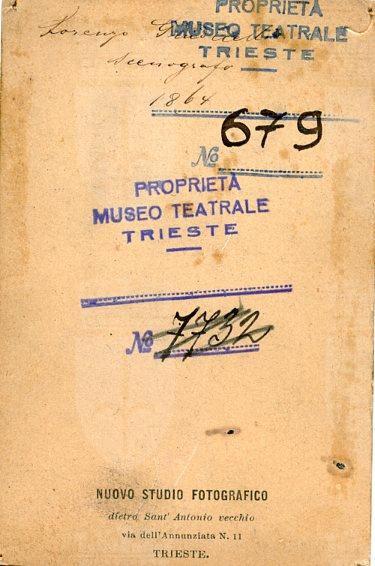 PROPRIETÀ
MUSEO TEATRALE
TRIESTE
Lorenzo
scenografo
1864
No 679
PROPRIETÀ
MUSEO TEATRALE
TRIESTE
No 7732
NUOVO STUDIO FOTOGRAFICO
dietro Sant' Antonio vecchio
via dell'Annunziata N. 11
TRIESTE.